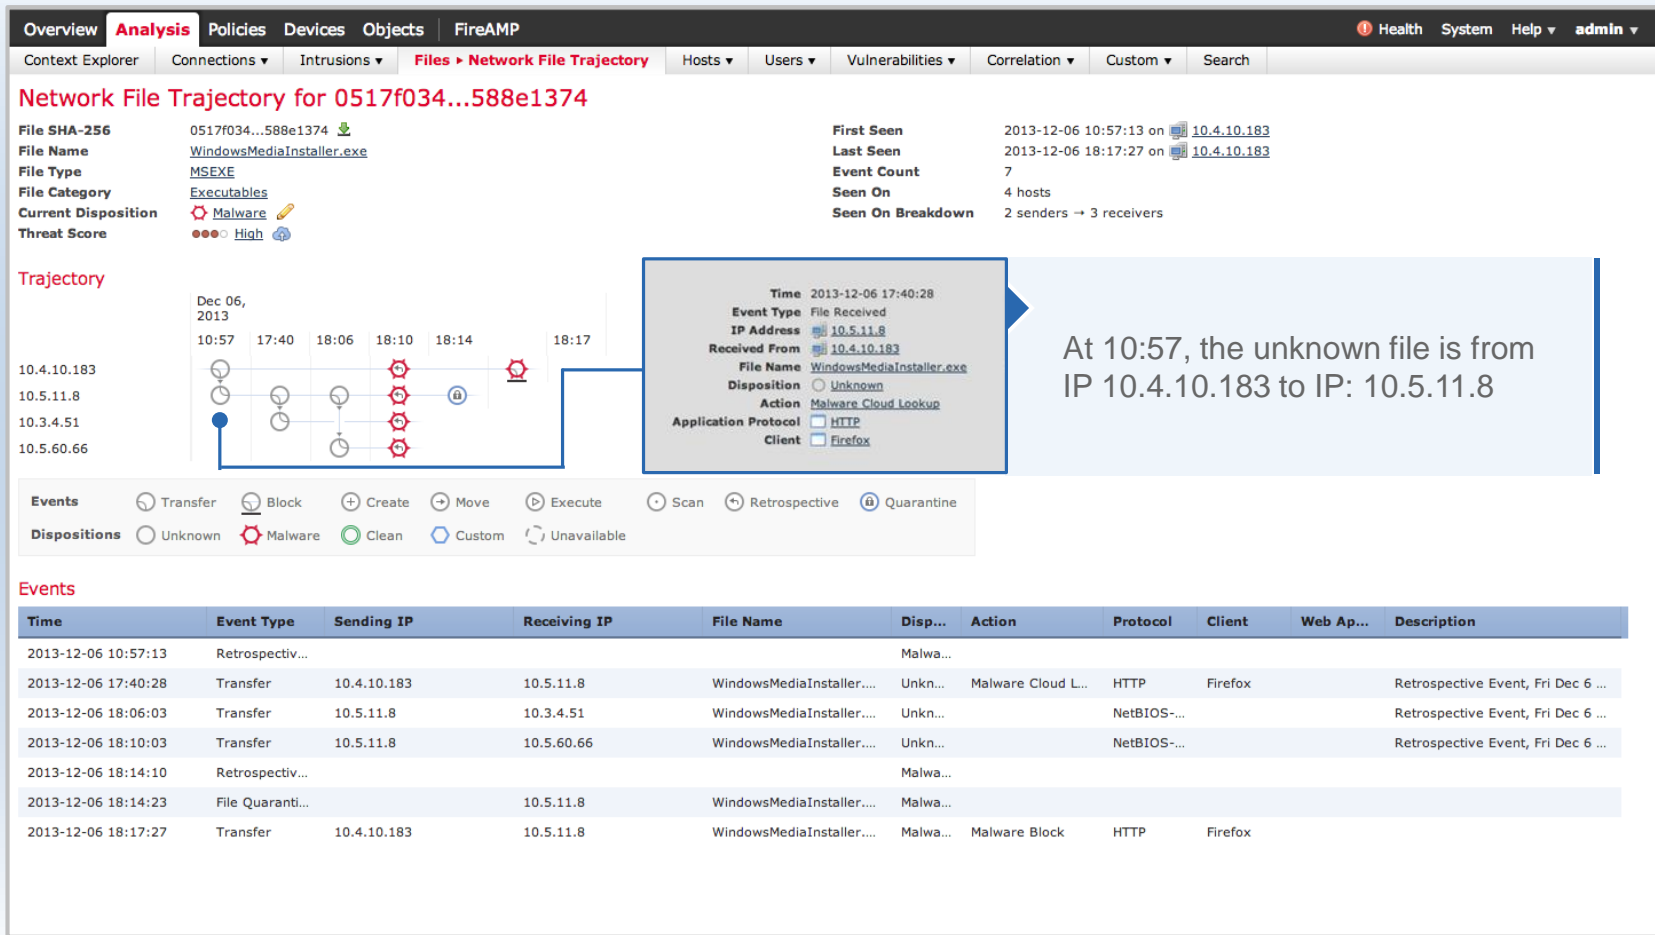 Overview Analysis Policies Devices Objects FireAMP Health System Help ▾ admin ▾
Context Explorer Connections ▾ Intrusions ▾ Files ▸ Network File Trajectory Hosts ▾ Users ▾ Vulnerabilities ▾ Correlation ▾ Custom ▾ Search
Network File Trajectory for 0517f034...588e1374
File SHA-256 0517f034...588e1374
File Name WindowsMediaInstaller.exe
File Type MSEXE
File Category Executables
Current Disposition Malware
Threat Score High
First Seen 2013-12-06 10:57:13 on 10.4.10.183
Last Seen 2013-12-06 18:17:27 on 10.4.10.183
Event Count 7
Seen On 4 hosts
Seen On Breakdown 2 senders → 3 receivers
Trajectory
Dec 06,
2013
10:57 17:40 18:06 18:10 18:14 18:17
10.4.10.183
10.5.11.8
10.3.4.51
10.5.60.66
Time 2013-12-06 17:40:28
Event Type File Received
IP Address 10.5.11.8
Received From 10.4.10.183
File Name WindowsMediaInstaller.exe
Disposition Unknown
Action Malware Cloud Lookup
Application Protocol HTTP
Client Firefox
At 10:57, the unknown file is from
IP 10.4.10.183 to IP: 10.5.11.8
Events Transfer Block Create Move Execute Scan Retrospective Quarantine
Dispositions Unknown Malware Clean Custom Unavailable
Events
Time Event Type Sending IP Receiving IP File Name Disp... Action Protocol Client Web Ap... Description
2013-12-06 10:57:13 Retrospectiv... Malwa...
2013-12-06 17:40:28 Transfer 10.4.10.183 10.5.11.8 WindowsMediaInstaller.... Unkn... Malware Cloud L... HTTP Firefox Retrospective Event, Fri Dec 6 ...
2013-12-06 18:06:03 Transfer 10.5.11.8 10.3.4.51 WindowsMediaInstaller.... Unkn... NetBIOS-... Retrospective Event, Fri Dec 6 ...
2013-12-06 18:10:03 Transfer 10.5.11.8 10.5.60.66 WindowsMediaInstaller.... Unkn... NetBIOS-... Retrospective Event, Fri Dec 6 ...
2013-12-06 18:14:10 Retrospectiv... Malwa...
2013-12-06 18:14:23 File Quaranti... 10.5.11.8 WindowsMediaInstaller.... Malwa...
2013-12-06 18:17:27 Transfer 10.4.10.183 10.5.11.8 WindowsMediaInstaller.... Malwa... Malware Block HTTP Firefox